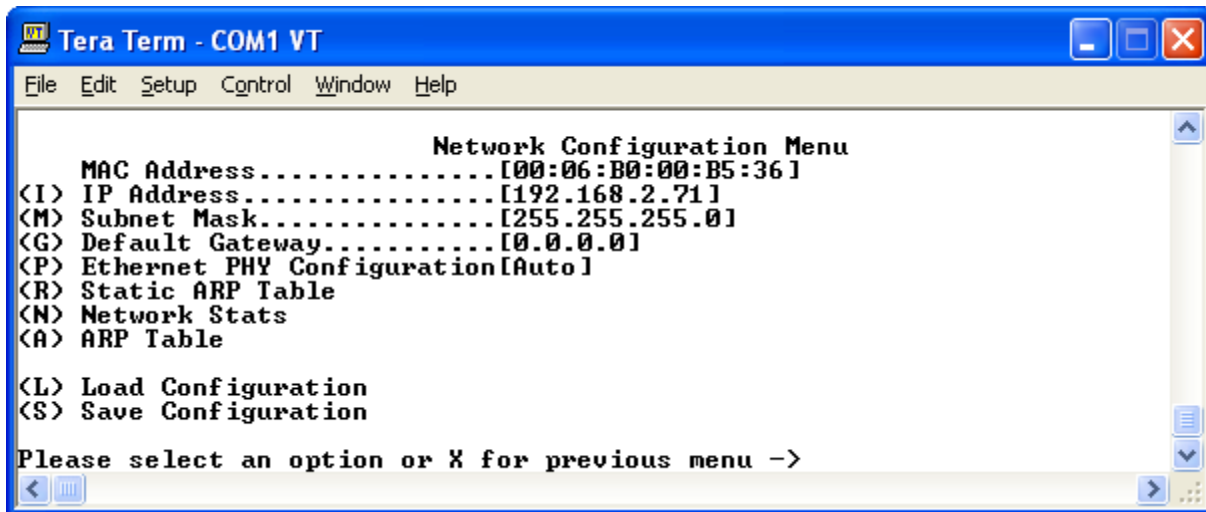 Tera Term - COM1 VT
File Edit Setup Control Window Help
Network Configuration Menu
MAC Address...............[00:06:B0:00:B5:36]
(I) IP Address................[192.168.2.71]
(M) Subnet Mask...............[255.255.255.0]
(G) Default Gateway...........[0.0.0.0]
(P) Ethernet PHY Configuration[Auto]
(R) Static ARP Table
(N) Network Stats
(A) ARP Table
(L) Load Configuration
(S) Save Configuration
Please select an option or X for previous menu ->